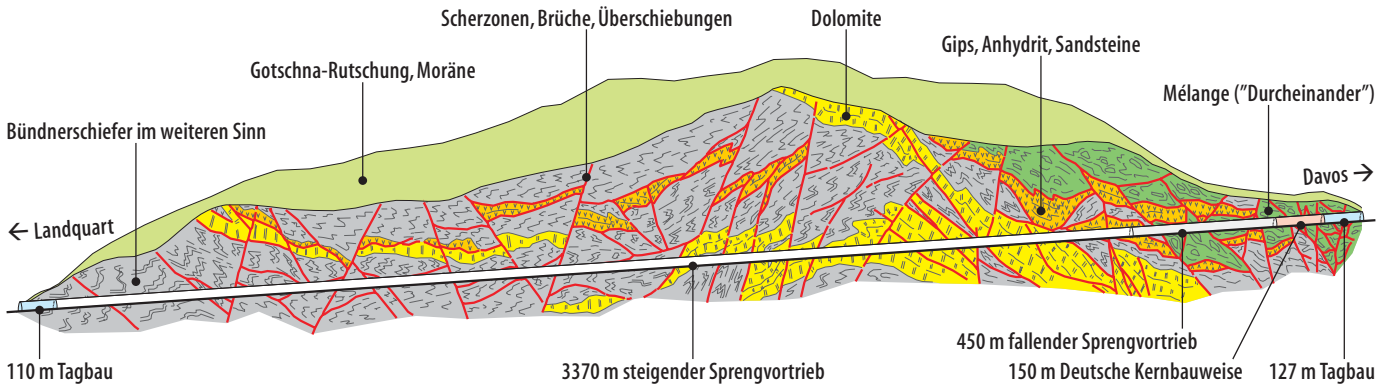 Scherzonen, Brüche, Überschiebungen
Dolomite
Gips, Anhydrit, Sandsteine
Gotschna-Rutschung, Moräne
Mélange ("Durcheinander")
Bündnerschiefer im weiteren Sinn
Davos →
← Landquart
450 m fallender Sprengvortrieb
110 m Tagbau
3370 m steigender Sprengvortrieb
150 m Deutsche Kernbauweise
127 m Tagbau